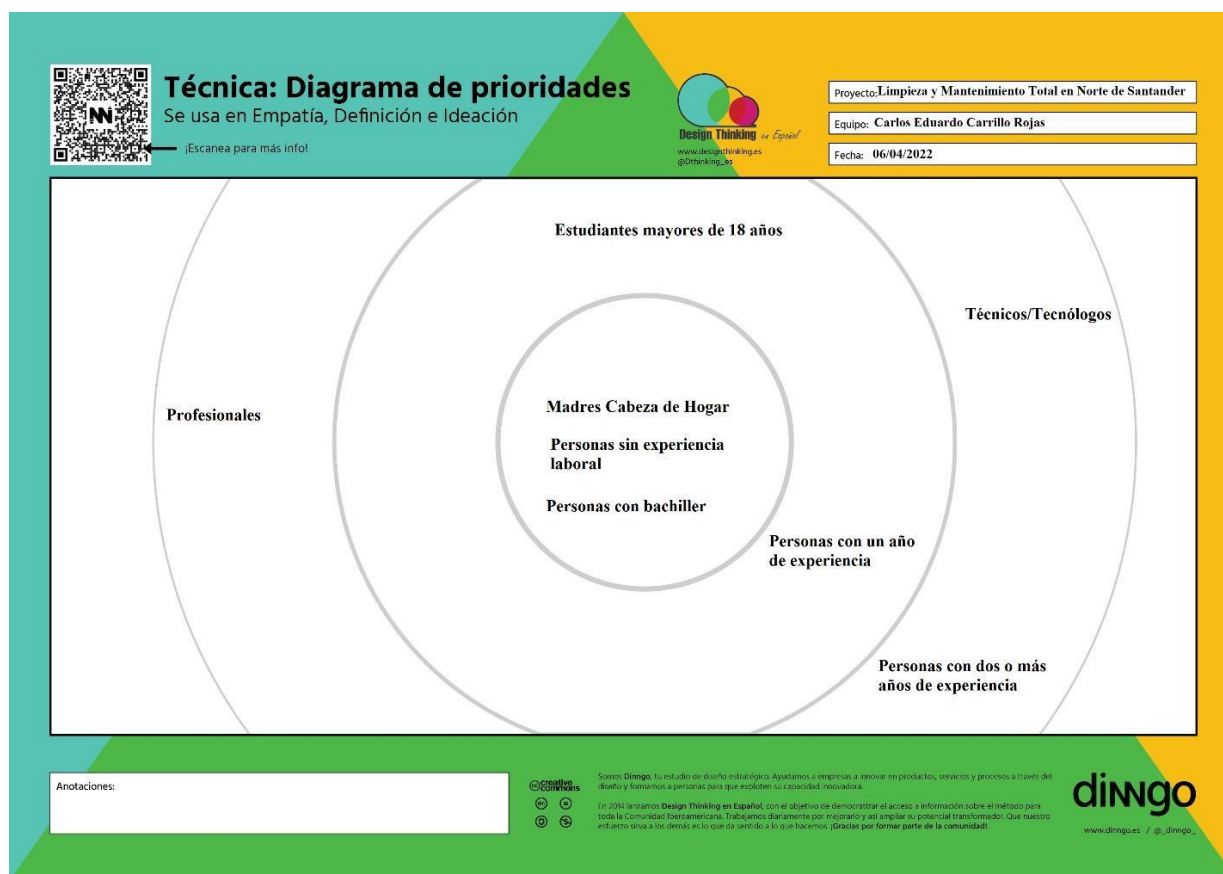 Técnica: Diagrama de prioridades
Se usa en Empatía, Definición e Ideación
NN
¡Escanea para más info!
Design Thinking en Español
www.designthinking.es
@Dthinking_es
Proyecto:Limpieza y Mantenimiento Total en Norte de Santander
Equipo: Carlos Eduardo Carrillo Rojas
Fecha: 06/04/2022
Estudiantes mayores de 18 años
Técnicos/Tecnólogos
Profesionales
Madres Cabeza de Hogar
Personas sin experiencia
laboral
Personas con bachiller
Personas con un año
de experiencia
Personas con dos o más
años de experiencia
Anotaciones:
creative
commons
Somos Dinngo, tu estudio de diseño estratégico. Ayudamos a empresas a innovar en productos, servicios y procesos a través del
diseño y formamos a personas para que exploten su capacidad innovadora.
En 2014 lanzamos Design Thinking en Español, con el objetivo de democratizar el acceso a información sobre el método para
toda la Comunidad Iberoamericana. Trabajamos diariamente por mejorarlo y así ampliar su potencial transformador. Que nuestro
esfuerzo sirva a los demás es lo que da sentido a lo que hacemos. ¡Gracias por formar parte de la comunidad!.
dinngo
www.dinngo.es / @_dinngo_